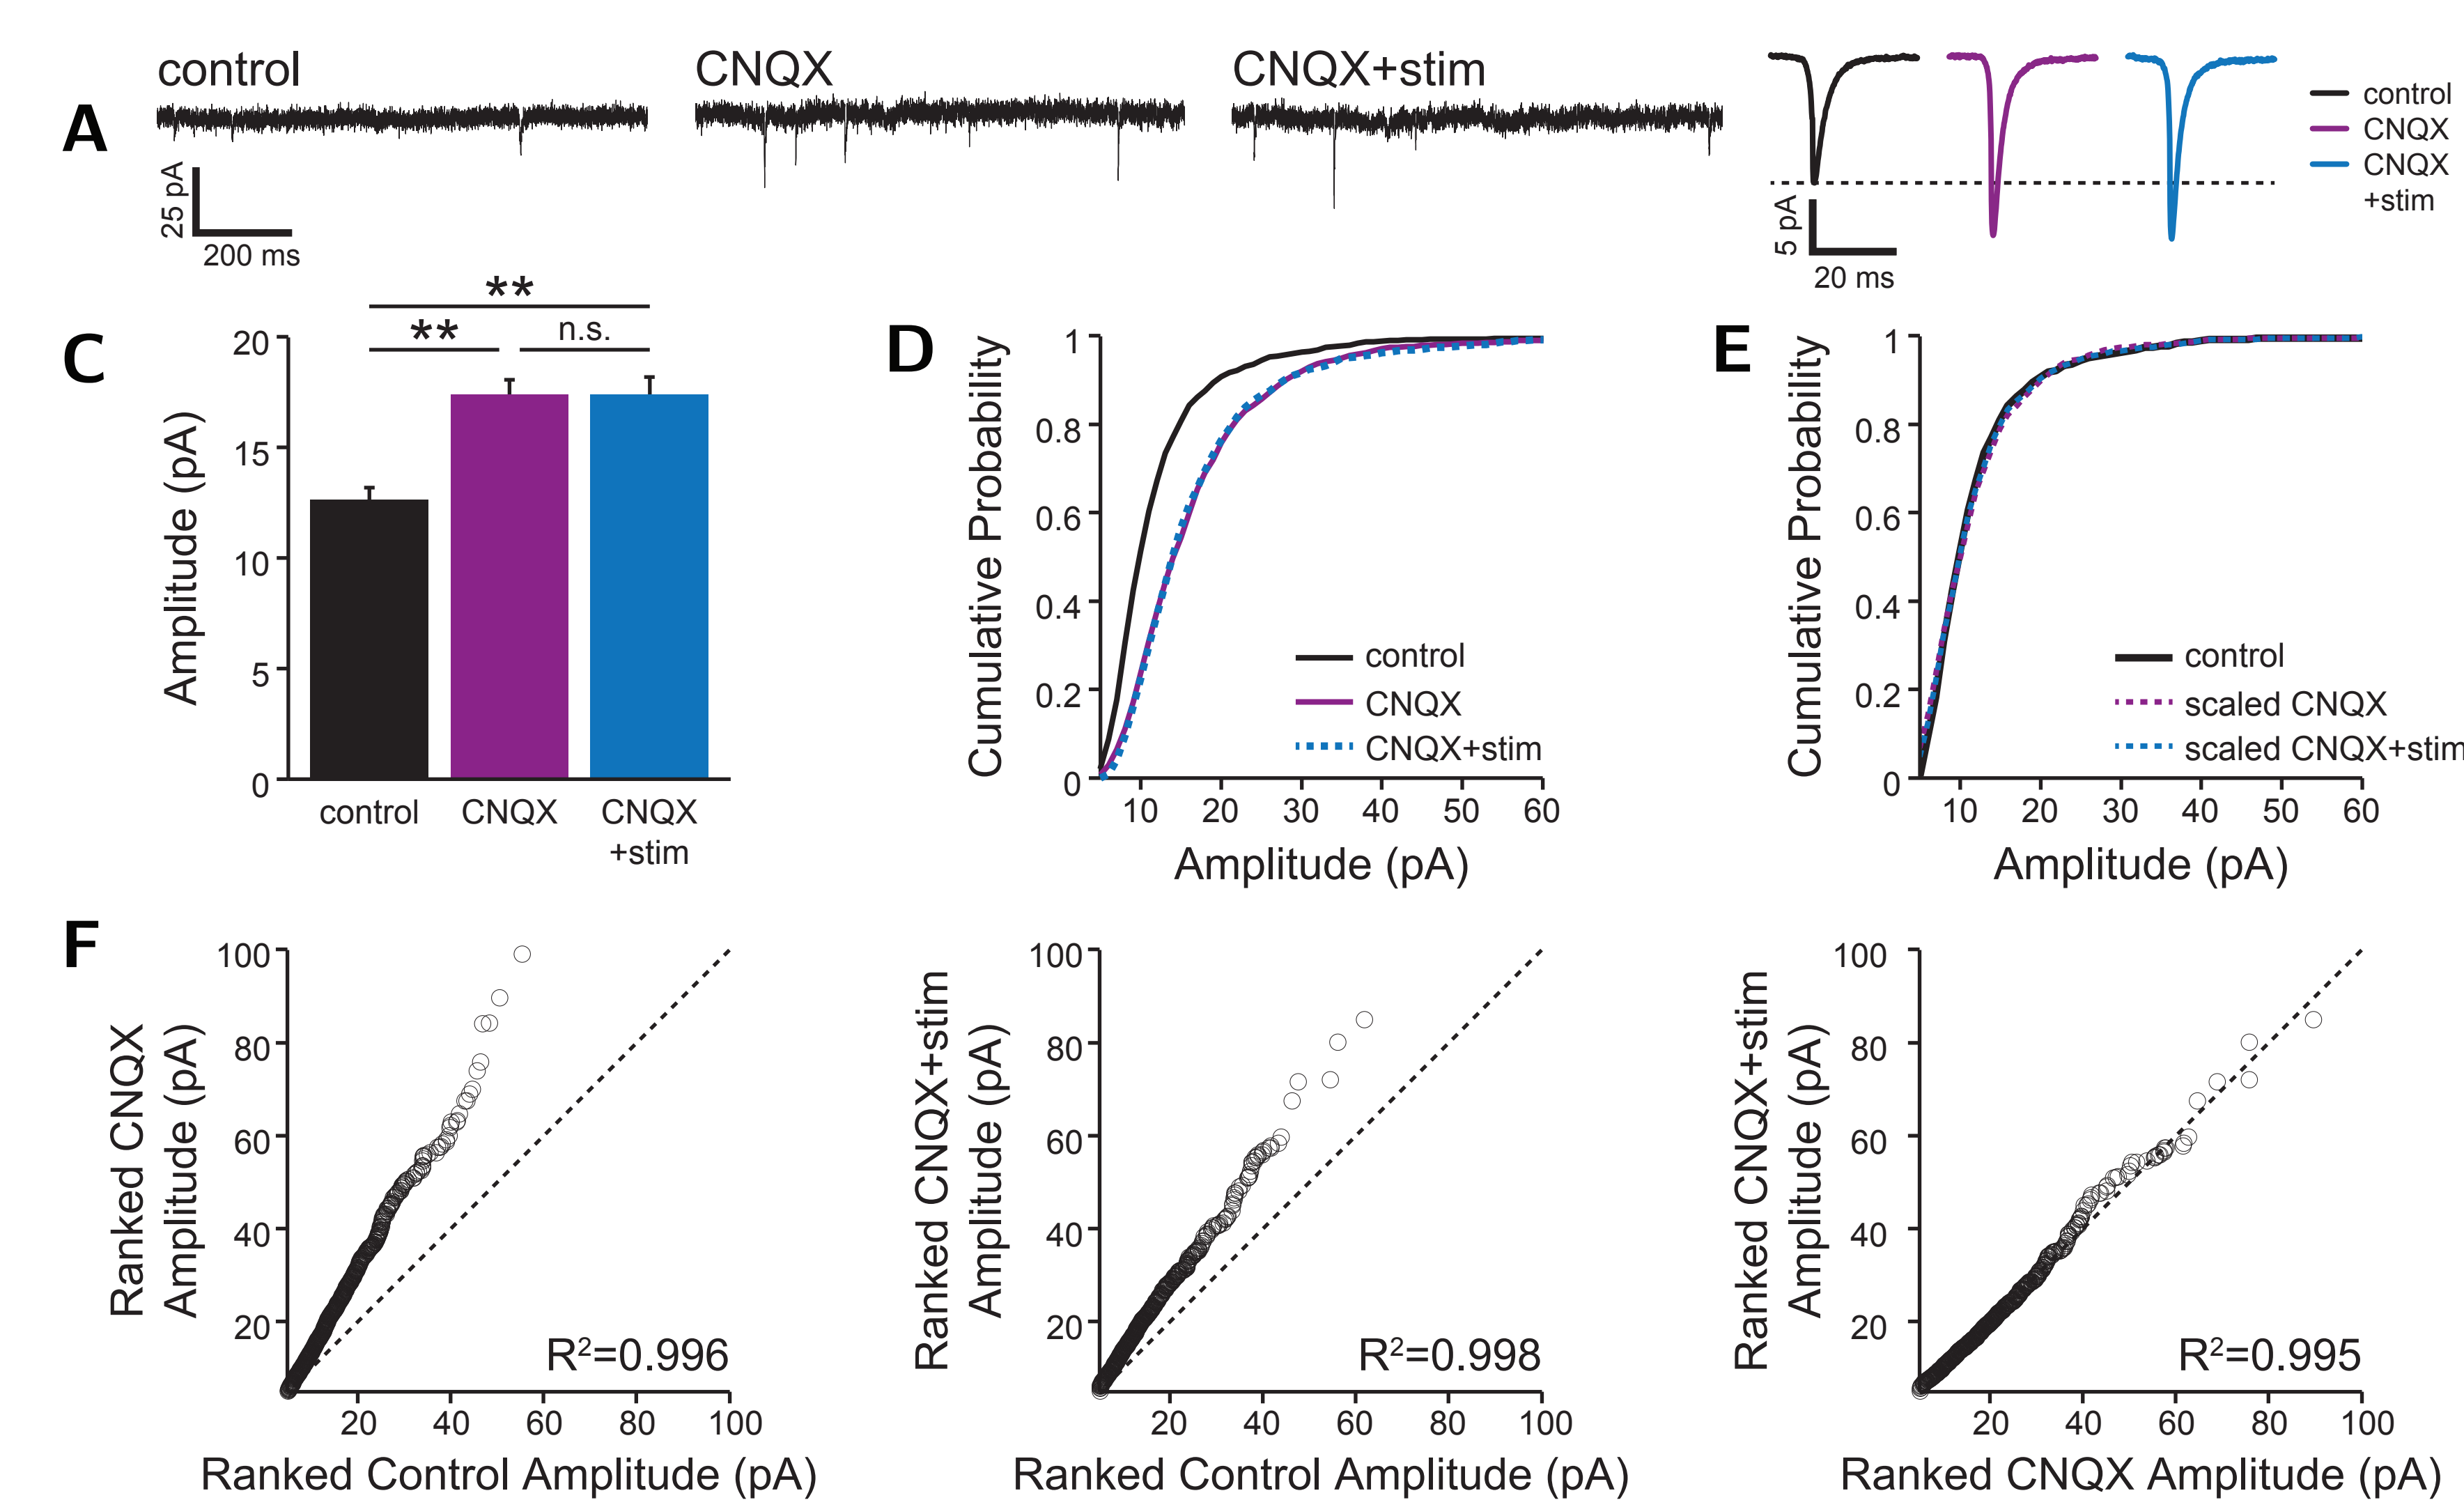 A
control
CNQX
CNQX+stim
25 pA
200 ms
5 pA
20 ms
control
CNQX
CNQX
+stim
C
Amplitude (pA)
20
15
10
5
0
**
**
n.s.
control
CNQX
CNQX
+stim
D
Cumulative Probability
1
0.8
0.6
0.4
0.2
0
control
CNQX
CNQX+stim
10 20 30 40 50 60
Amplitude (pA)
E
Cumulative Probability
1
0.8
0.6
0.4
0.2
0
control
scaled CNQX
scaled CNQX+stim
10 20 30 40 50 60
Amplitude (pA)
F
Ranked CNQX
Amplitude (pA)
100
80
60
40
20
R²=0.996
20 40 60 80 100
Ranked Control Amplitude (pA)
Ranked CNQX+stim
Amplitude (pA)
100
80
60
40
20
R²=0.998
20 40 60 80 100
Ranked Control Amplitude (pA)
Ranked CNQX+stim
Amplitude (pA)
100
80
60
40
20
R²=0.995
20 40 60 80 100
Ranked CNQX Amplitude (pA)